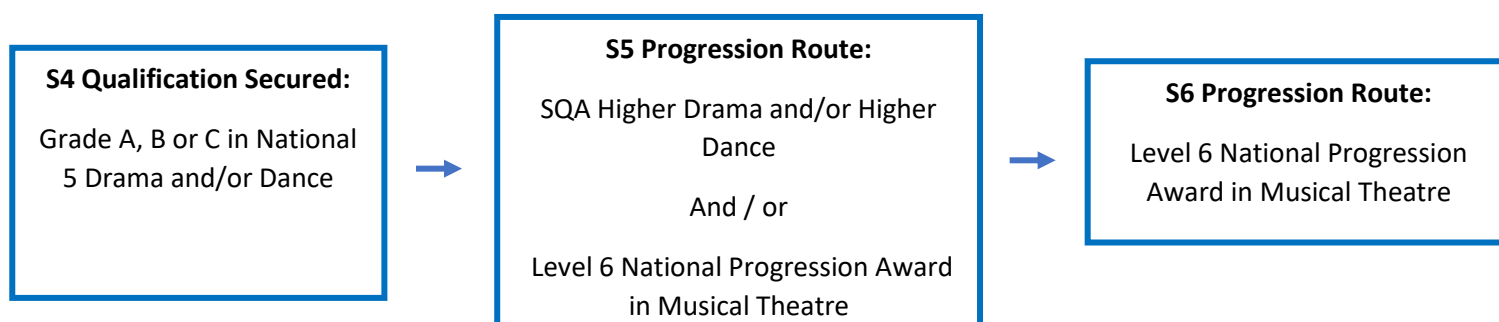 S4 Qualification Secured:
Grade A, B or C in National
5 Drama and/or Dance
S5 Progression Route:
SQA Higher Drama and/or Higher
Dance
And / or
Level 6 National Progression Award
in Musical Theatre
S6 Progression Route:
Level 6 National Progression
Award in Musical Theatre